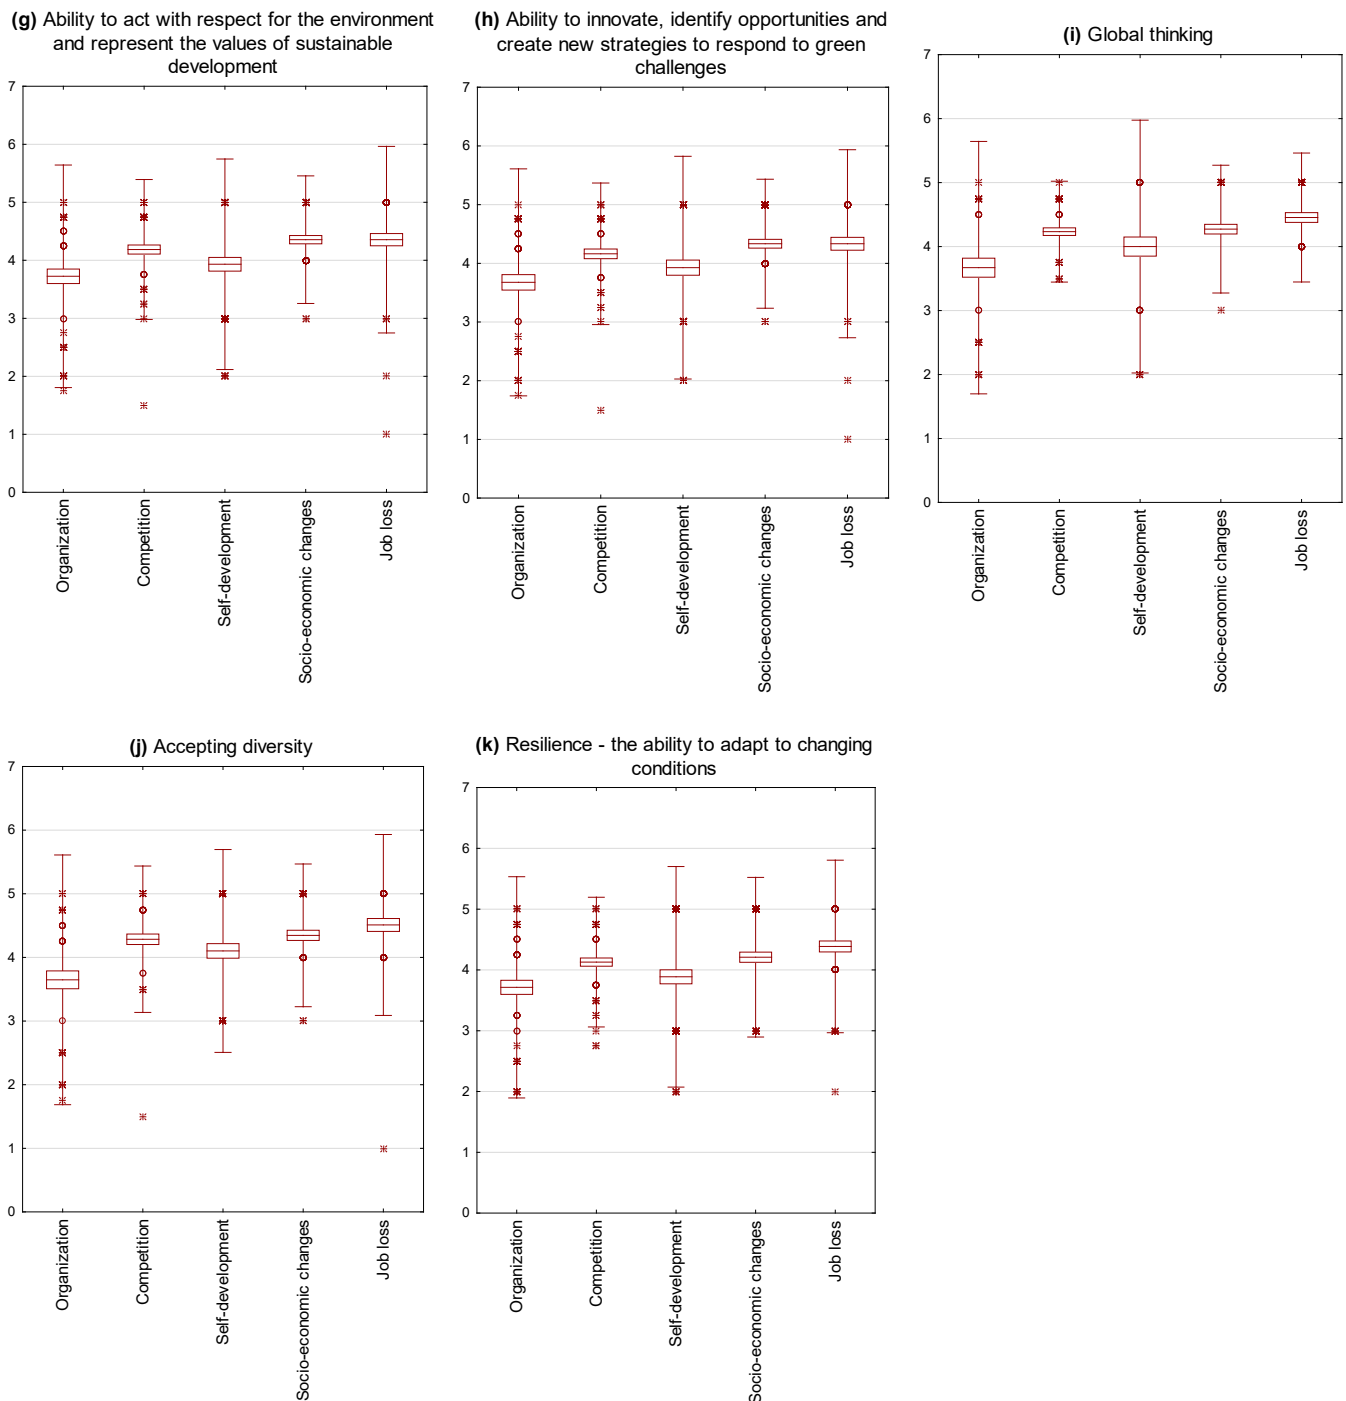 (g) Ability to act with respect for the environment
and represent the values of sustainable
development
7
6
5
4
3
2
1
0
Organization
Competition
Self-development
Socio-economic changes
Job loss
(h) Ability to innovate, identify opportunities and
create new strategies to respond to green
challenges
7
6
5
4
3
2
1
0
Organization
Competition
Self-development
Socio-economic changes
Job loss
(i) Global thinking
7
6
5
4
3
2
1
0
Organization
Competition
Self-development
Socio-economic changes
Job loss
(j) Accepting diversity
7
6
5
4
3
2
1
0
Organization
Competition
Self-development
Socio-economic changes
Job loss
(k) Resilience - the ability to adapt to changing
conditions
7
6
5
4
3
2
1
0
Organization
Competition
Self-development
Socio-economic changes
Job loss